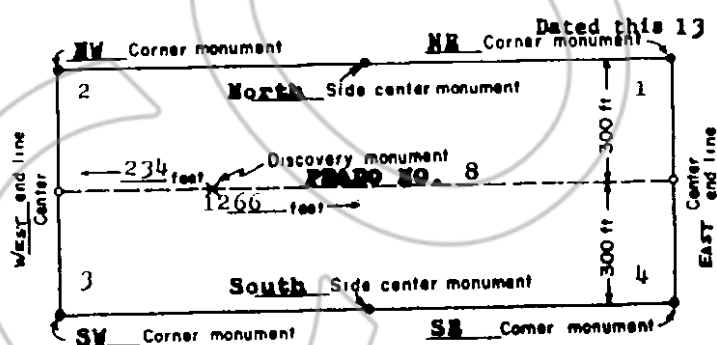 Dated this 13
NW Corner monument
NE Corner monument
2
North Side center monument
1
300 ft
WEST end line
Center
234 feet
Discovery monument
PRADO NO. 8
1266 feet
Center
EAST end line
300 ft
3
South Side center monument
4
SW Corner monument
SE Corner monument